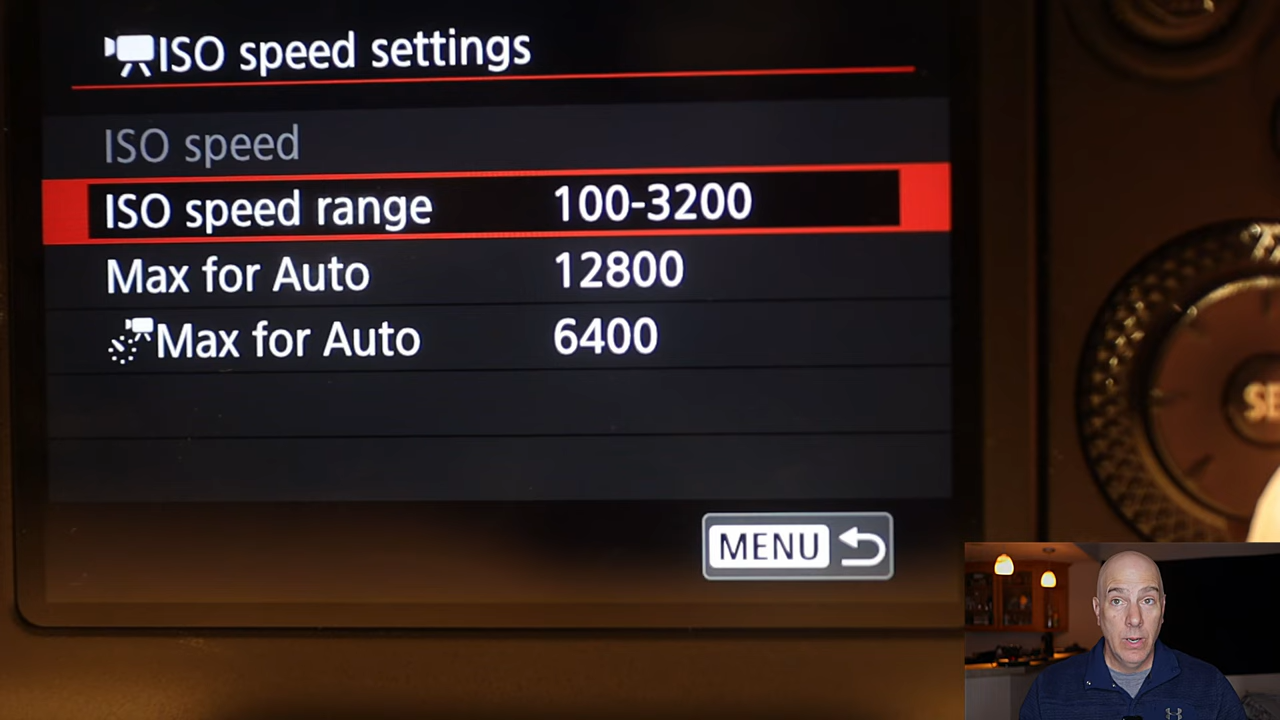 ISO speed settings
ISO speed
ISO speed range 100-3200
Max for Auto 12800
Max for Auto 6400
MENU